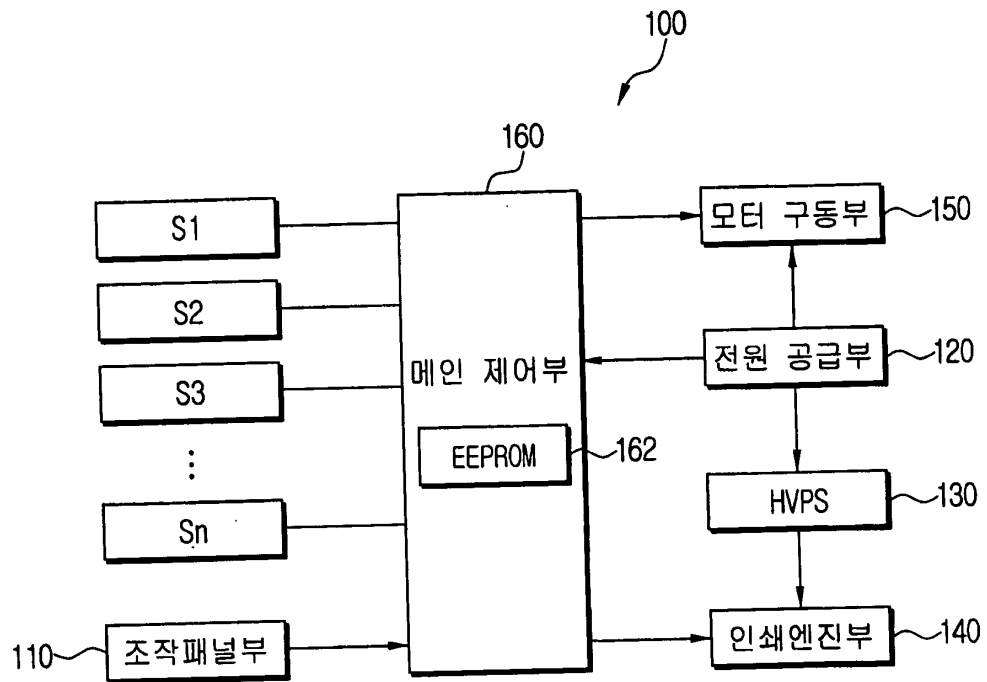 100
160
S1
모터 구동부
150
S2
메인 제어부
전원 공급부
120
S3
EEPROM
162
HVPS
130
Sn
110
조작패널부
인쇄엔진부
140